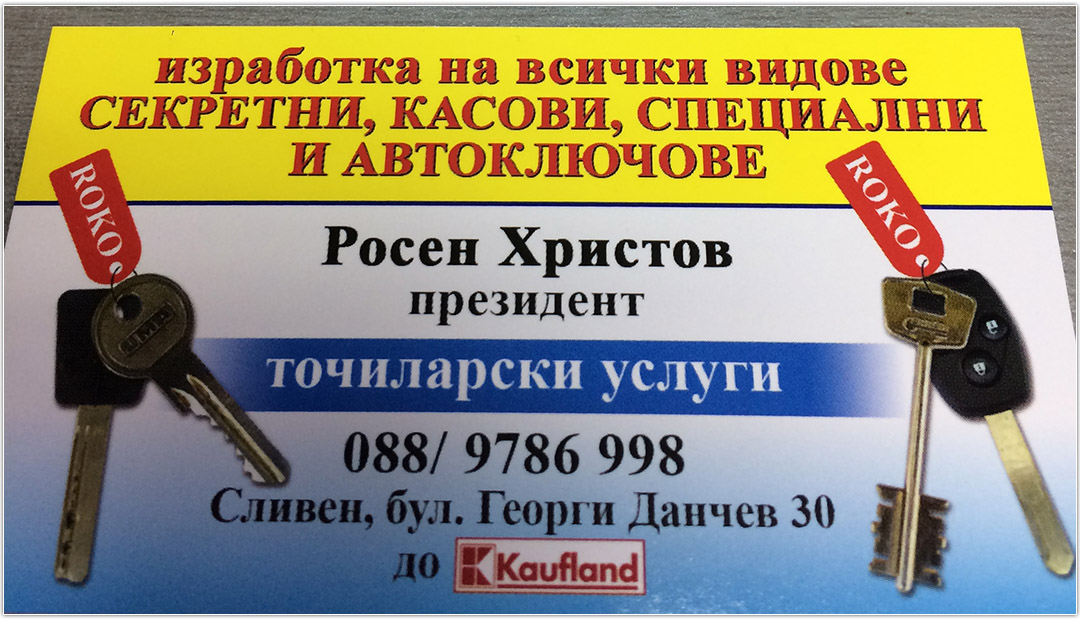 изработка на всички видове
СЕКРЕТНИ, КАСОВИ, СПЕЦИАЛНИ
И АВТОКЛЮЧОВЕ
ROKO
ROKO
Росен Христов
президент
точиларски услуги
088/ 9786 998
Сливен, бул. Георги Данчев 30
до Kaufland